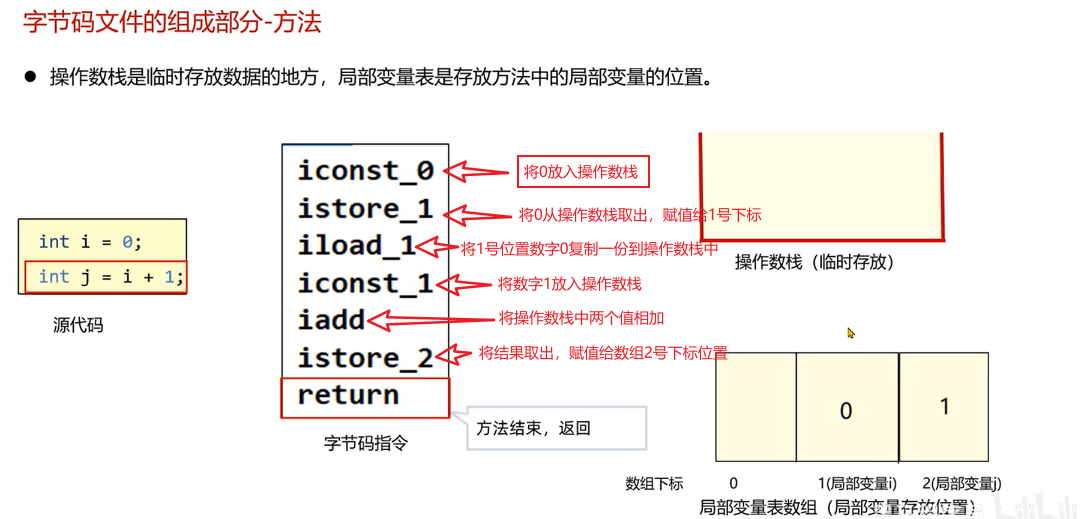 字节码文件的组成部分-方法
● 操作数栈是临时存放数据的地方，局部变量表是存放方法中的局部变量的位置。
int i = 0;
int j = i + 1;
源代码
iconst_0
将0放入操作数栈
istore_1
将0从操作数栈取出，赋值给1号下标
iload_1
将1号位置数字0复制一份到操作数栈中
iconst_1
将数字1放入操作数栈
iadd
将操作数栈中两个值相加
istore_2
将结果取出，赋值给数组2号下标位置
return
方法结束，返回
字节码指令
操作数栈（临时存放）
0
1
数组下标
0
1(局部变量i)
2(局部变量j)
局部变量表数组（局部变量存放位置）